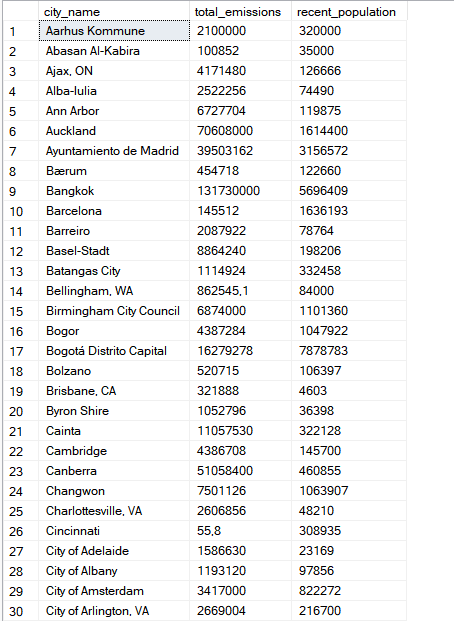 city_name total_emissions recent_population
1 Aarhus Kommune 2100000 320000
2 Abasan Al-Kabira 100852 35000
3 Ajax, ON 4171480 126666
4 Alba-Iulia 2522256 74490
5 Ann Arbor 6727704 119875
6 Auckland 70608000 1614400
7 Ayuntamiento de Madrid 39503162 3156572
8 Bærum 454718 122660
9 Bangkok 131730000 5696409
10 Barcelona 145512 1636193
11 Barreiro 2087922 78764
12 Basel-Stadt 8864240 198206
13 Batangas City 1114924 332458
14 Bellingham, WA 862545,1 84000
15 Birmingham City Council 6874000 1101360
16 Bogor 4387284 1047922
17 Bogotá Distrito Capital 16279278 7878783
18 Bolzano 520715 106397
19 Brisbane, CA 321888 4603
20 Byron Shire 1052796 36398
21 Cainta 11057530 322128
22 Cambridge 4386708 145700
23 Canberra 51058400 460855
24 Changwon 7501126 1063907
25 Charlottesville, VA 2606856 48210
26 Cincinnati 55,8 308935
27 City of Adelaide 1586630 23169
28 City of Albany 1193120 97856
29 City of Amsterdam 3417000 822272
30 City of Arlington, VA 2669004 216700